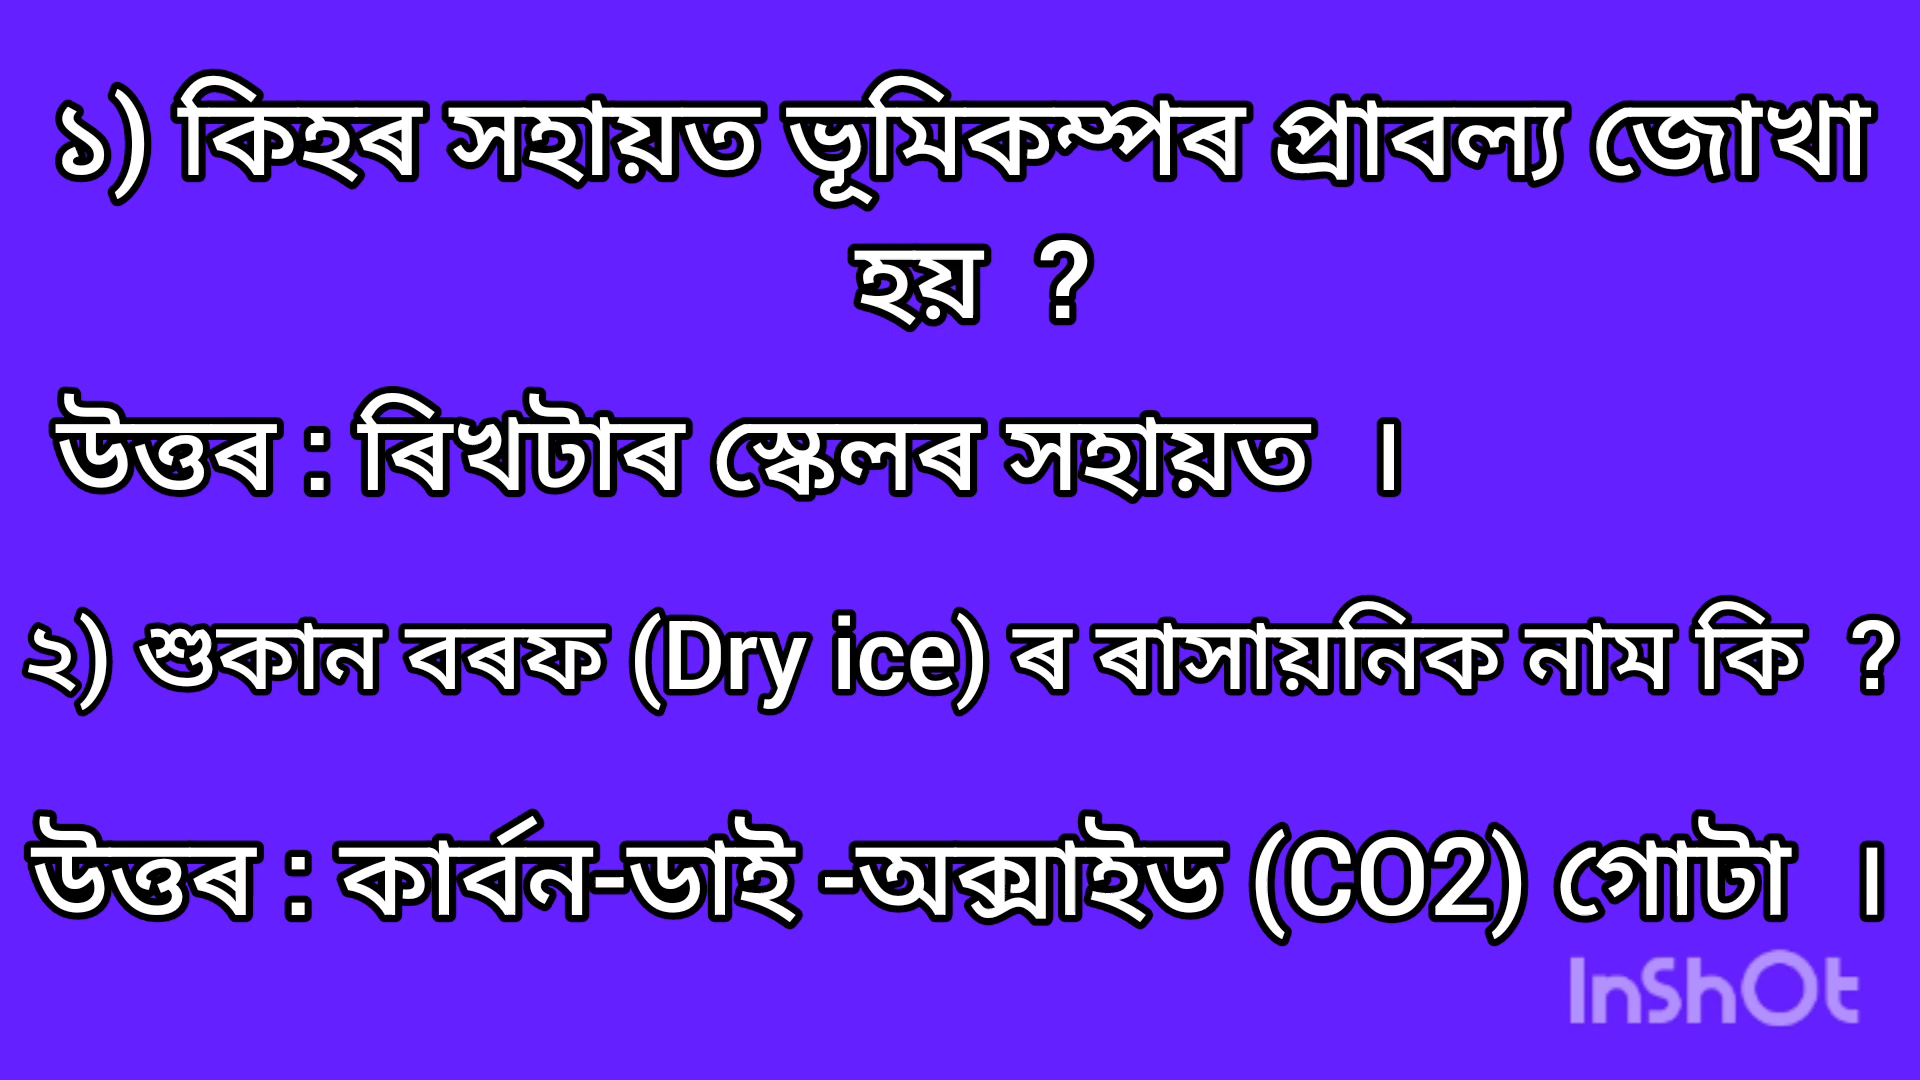 ১) কিহৰ সহায়ত ভূমিকম্পৰ প্ৰাবল্য জোখা
হয় ?
উত্তৰ : ৰিখটাৰ স্কেলৰ সহায়ত ।
২) শুকান বৰফ (Dry ice) ৰ ৰাসায়নিক নাম কি ?
উত্তৰ : কাৰ্বন-ডাই -অক্সাইড (CO2) গোটা ।
InShOt